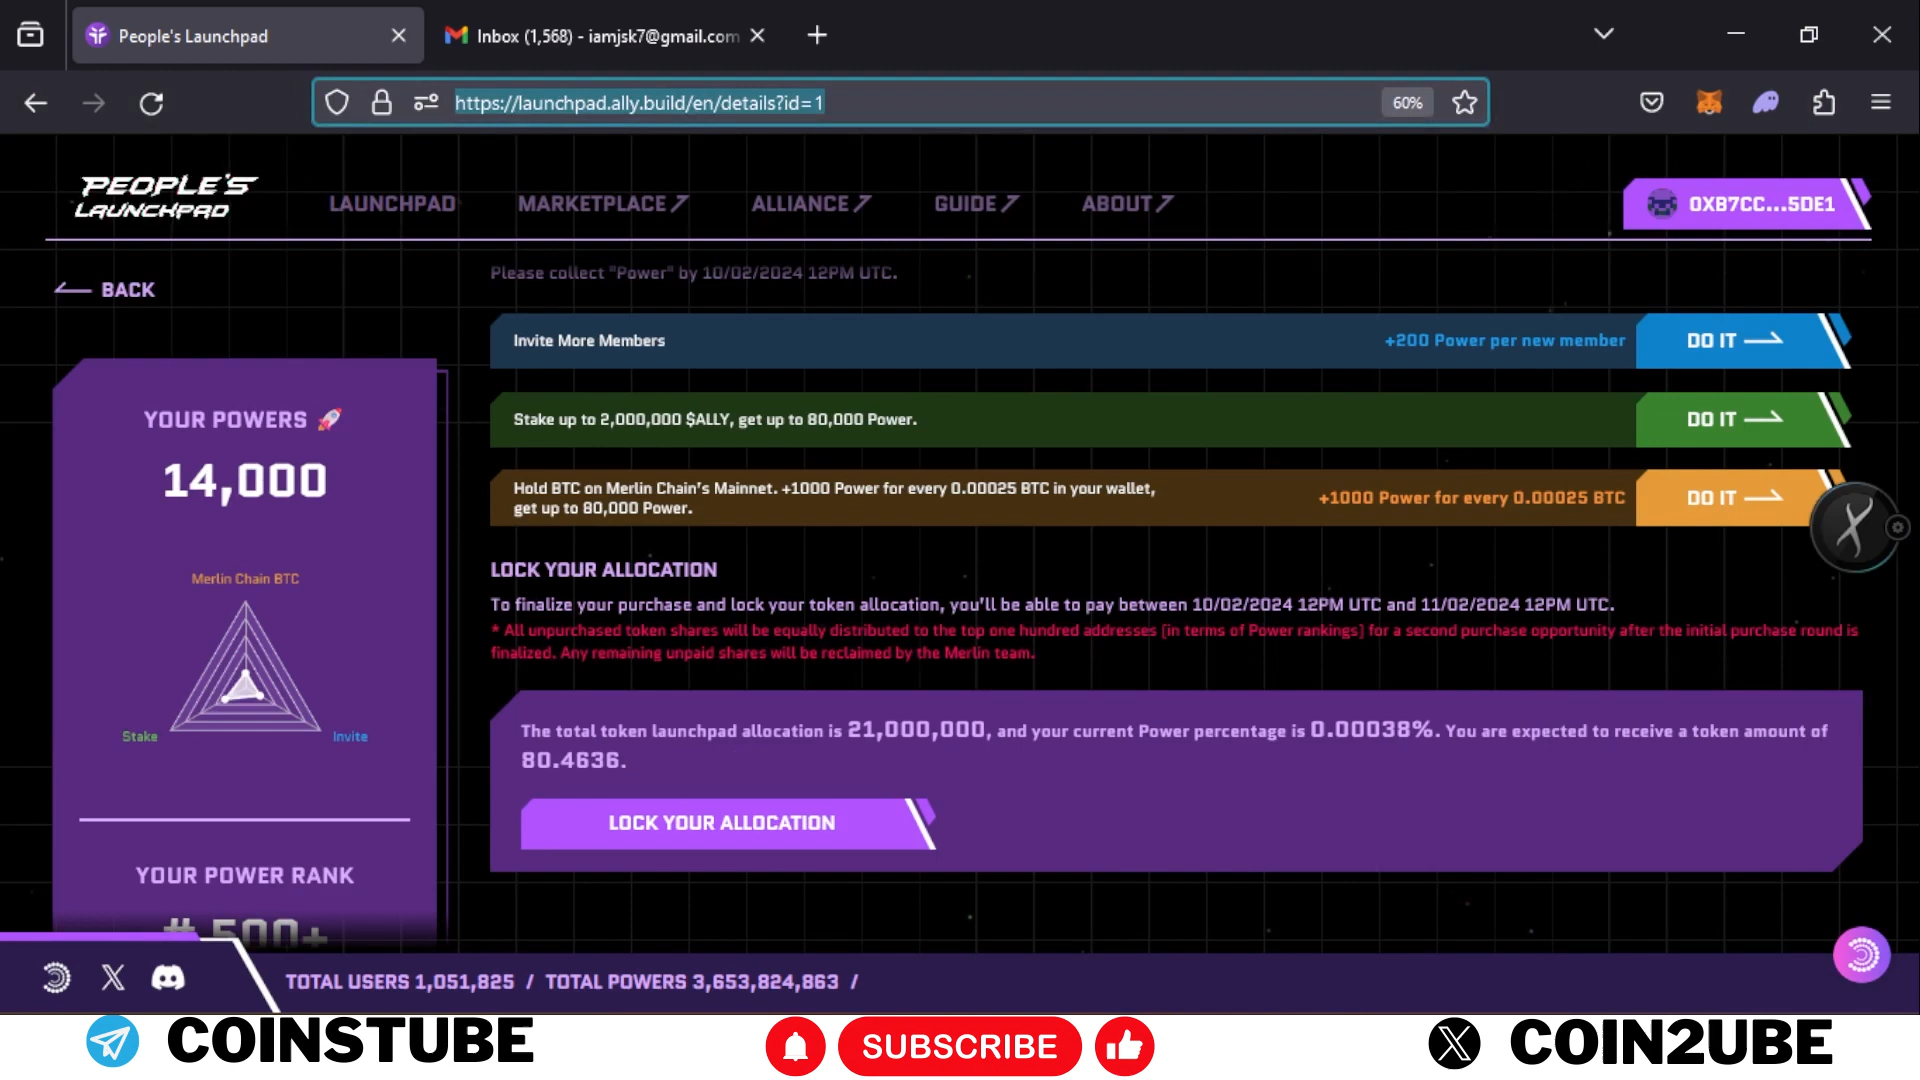 People's Launchpad
Inbox (1,568) - iamjsk7@gmail.com
https://launchpad.ally.build/en/details?id=1
60%
PEOPLE'S
LAUNCHPAD
LAUNCHPAD
MARKETPLACE
ALLIANCE
GUIDE
ABOUT
0XB7CC...5DE1
BACK
Please collect "Power" by 10/02/2024 12PM UTC.
Invite More Members
+200 Power per new member
DO IT
Stake up to 2,000,000 $ALLY, get up to 80,000 Power.
DO IT
Hold BTC on Merlin Chain's Mainnet. +1000 Power for every 0.00025 BTC in your wallet,
get up to 80,000 Power.
+1000 Power for every 0.00025 BTC
DO IT
YOUR POWERS 🚀
14,000
Merlin Chain BTC
Stake
Invite
YOUR POWER RANK
# 500+
LOCK YOUR ALLOCATION
To finalize your purchase and lock your token allocation, you'll be able to pay between 10/02/2024 12PM UTC and 11/02/2024 12PM UTC.
* All unpurchased token shares will be equally distributed to the top one hundred addresses [in terms of Power rankings] for a second purchase opportunity after the initial purchase round is
finalized. Any remaining unpaid shares will be reclaimed by the Merlin team.
The total token launchpad allocation is 21,000,000, and your current Power percentage is 0.00038%. You are expected to receive a token amount of
80.4636.
LOCK YOUR ALLOCATION
TOTAL USERS 1,051,825 / TOTAL POWERS 3,653,824,863 /
COINSTUBE
SUBSCRIBE
COIN2UBE